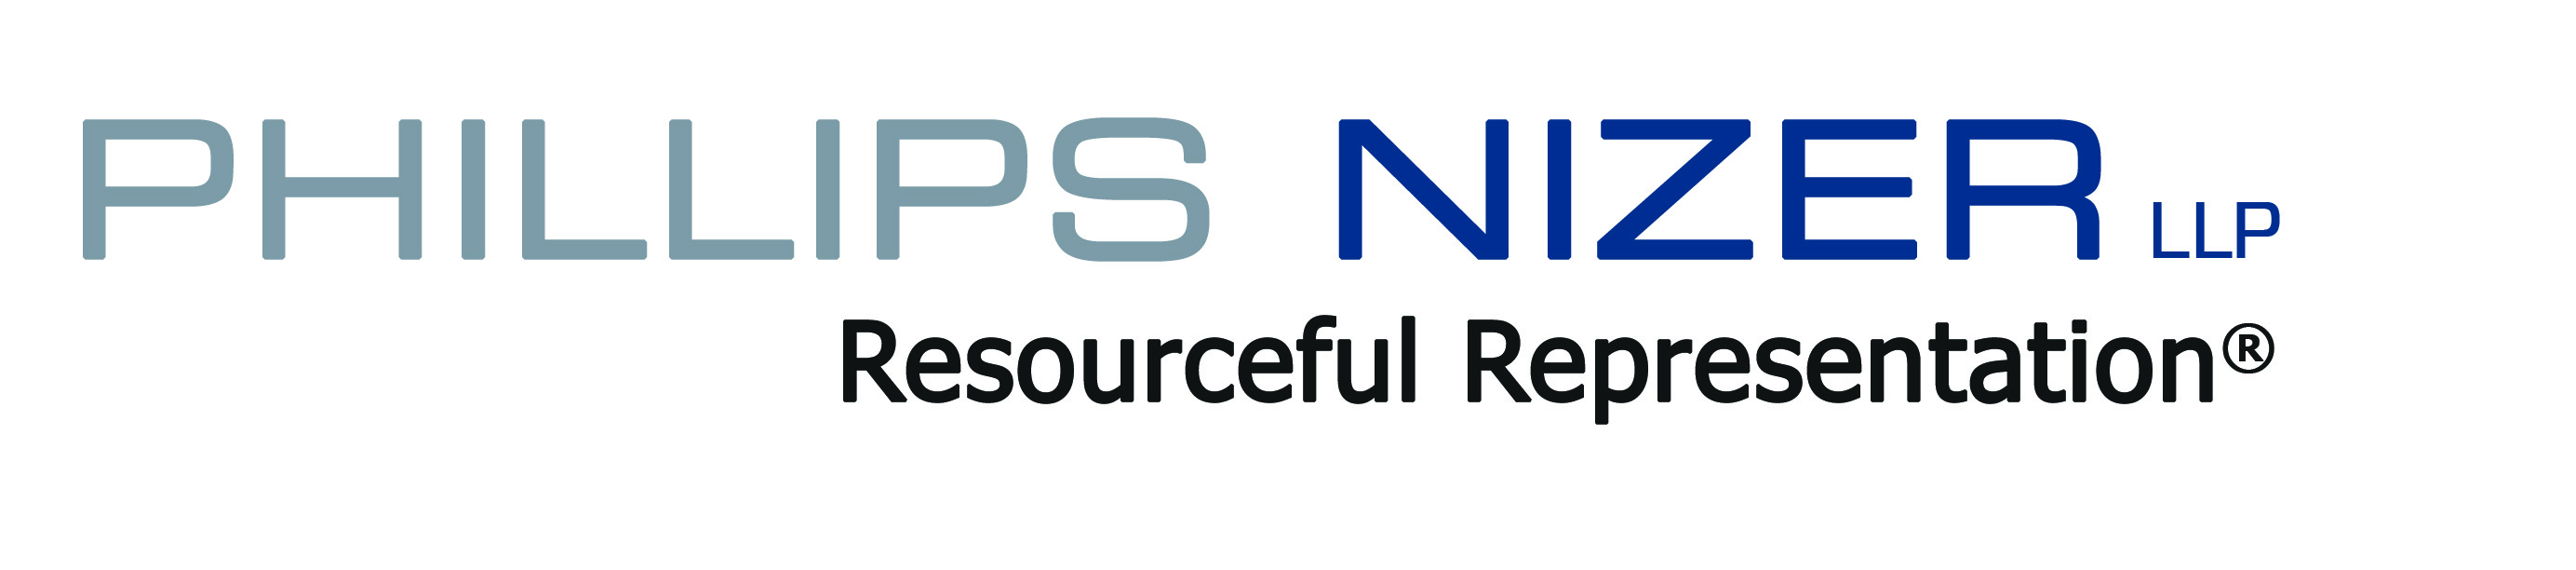 PHILLIPS NIZER LLP
Resourceful Representation®